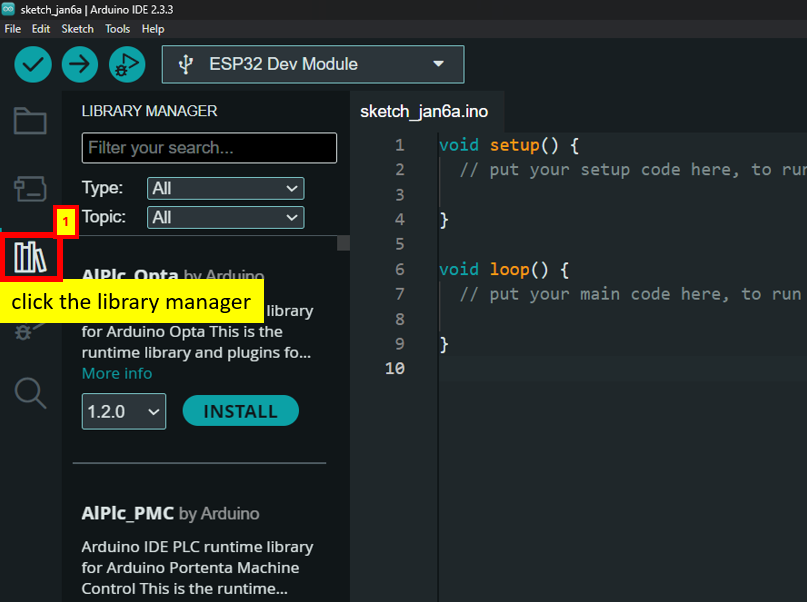 sketch_jan6a | Arduino IDE 2.3.3
File Edit Sketch Tools Help
ESP32 Dev Module
LIBRARY MANAGER
Filter your search...
Type: All
Topic: All
1
AlPlc_Opta by Arduino
click the library manager
library
for Arduino Opta This is the
runtime library and plugins fo...
More info
1.2.0
INSTALL
AlPlc_PMC by Arduino
Arduino IDE PLC runtime library
for Arduino Portenta Machine
Control This is the runtime...
sketch_jan6a.ino
1 void setup() {
2 // put your setup code here, to run
3
4 }
5
6 void loop() {
7 // put your main code here, to run
8
9 }
10